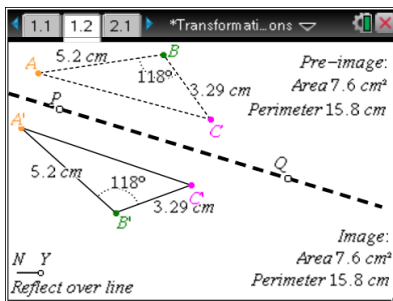 1.1 1.2 2.1 *Transformati...ons
5.2 cm
B
A
118°
3.29 cm
Pre-image:
Area 7.6 cm²
Perimeter 15.8 cm
P
C
A'
Q
5.2 cm
118°
C'
3.29 cm
B'
N Y
Reflect over line
Image:
Area 7.6 cm²
Perimeter 15.8 cm